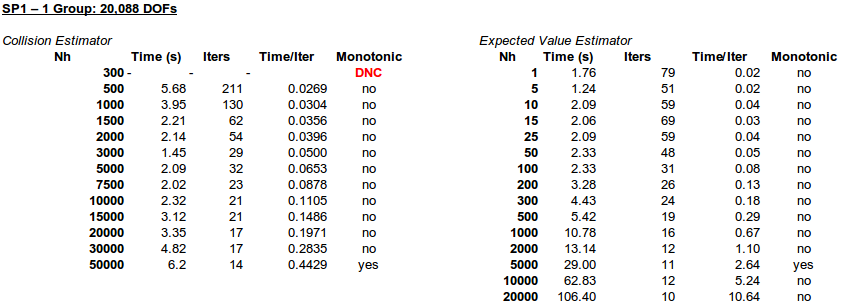 SP1 – 1 Group: 20,088 DOFs
Collision Estimator
Nh Time (s) Iters Time/Iter Monotonic
300 - - - DNC
500 5.68 211 0.0269 no
1000 3.95 130 0.0304 no
1500 2.21 62 0.0356 no
2000 2.14 54 0.0396 no
3000 1.45 29 0.0500 no
5000 2.09 32 0.0653 no
7500 2.02 23 0.0878 no
10000 2.32 21 0.1105 no
15000 3.12 21 0.1486 no
20000 3.35 17 0.1971 no
30000 4.82 17 0.2835 no
50000 6.2 14 0.4429 yes
Expected Value Estimator
Nh Time (s) Iters Time/Iter Monotonic
1 1.76 79 0.02 no
5 1.24 51 0.02 no
10 2.09 59 0.04 no
15 2.06 69 0.03 no
25 2.09 59 0.04 no
50 2.33 48 0.05 no
100 2.33 31 0.08 no
200 3.28 26 0.13 no
300 4.43 24 0.18 no
500 5.42 19 0.29 no
1000 10.78 16 0.67 no
2000 13.14 12 1.10 no
5000 29.00 11 2.64 yes
10000 62.83 12 5.24 no
20000 106.40 10 10.64 no